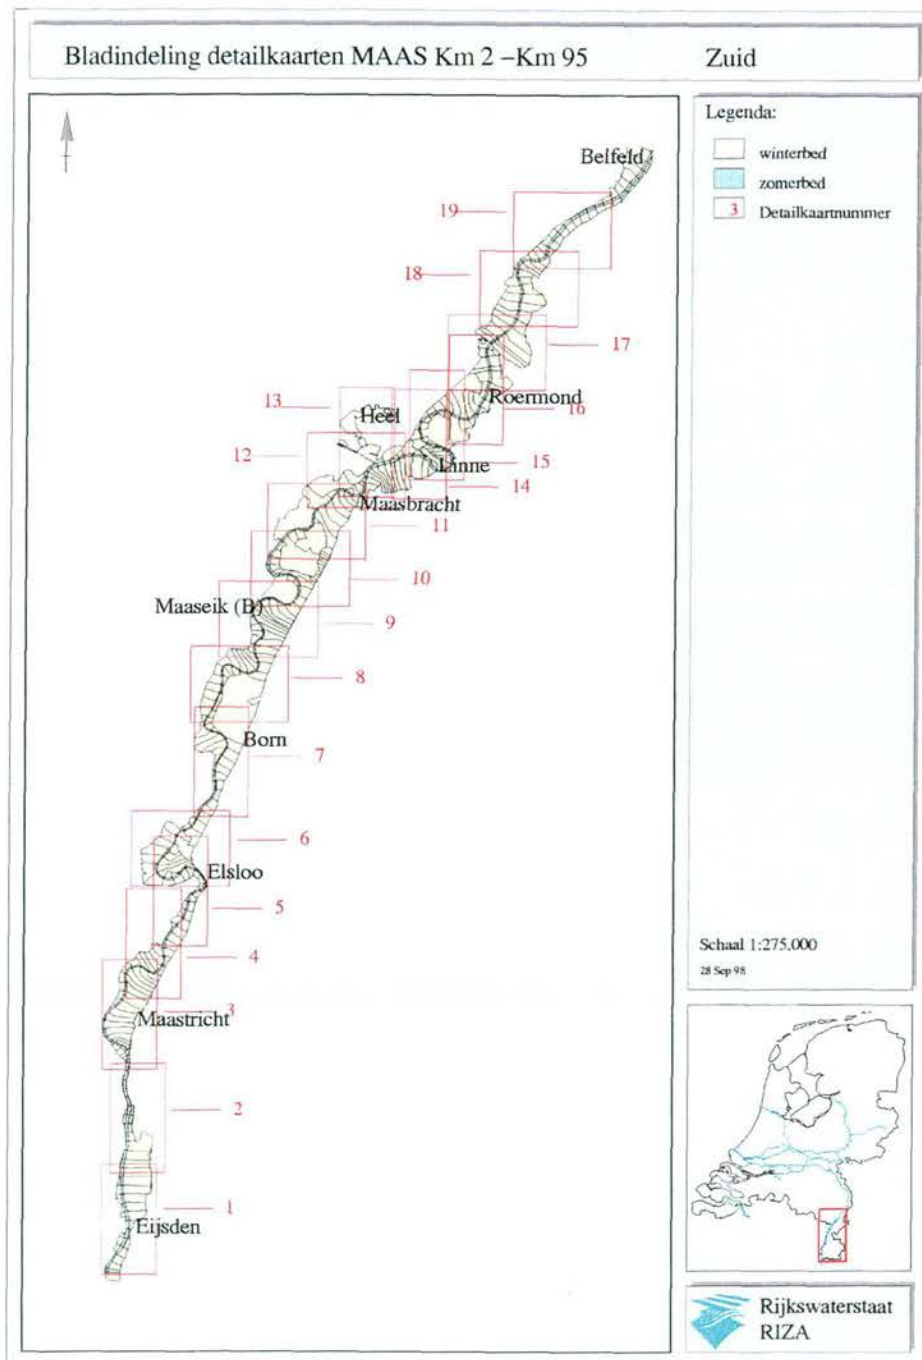 Bladindeling detailkaarten MAAS Km 2 –Km 95
Zuid
Legenda:
winterbed
zomerbed
3 Detailkaartnummer
Belfeld
19
18
17
Roermond
16
13
Heel
12
Linne
15
14
Maasbracht
11
10
Maaseik (B)
9
8
Born
7
6
Elsloo
5
4
3
Maastricht
2
1
Eijsden
Schaal 1:275.000
28 Sep 98
Rijkswaterstaat
RIZA